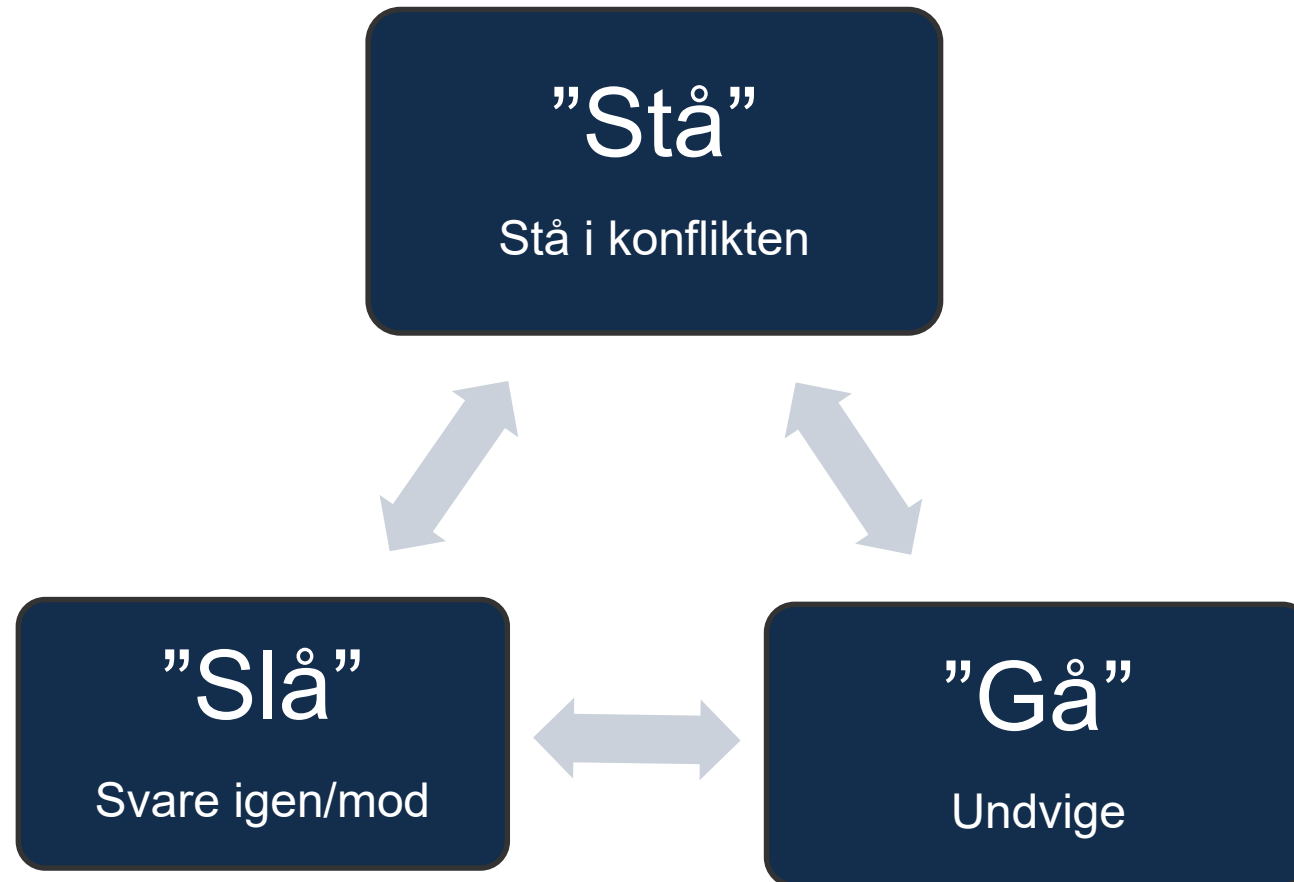 ”Stå”
Stå i konflikten
”Slå”
Svare igen/mod
”Gå”
Undvige